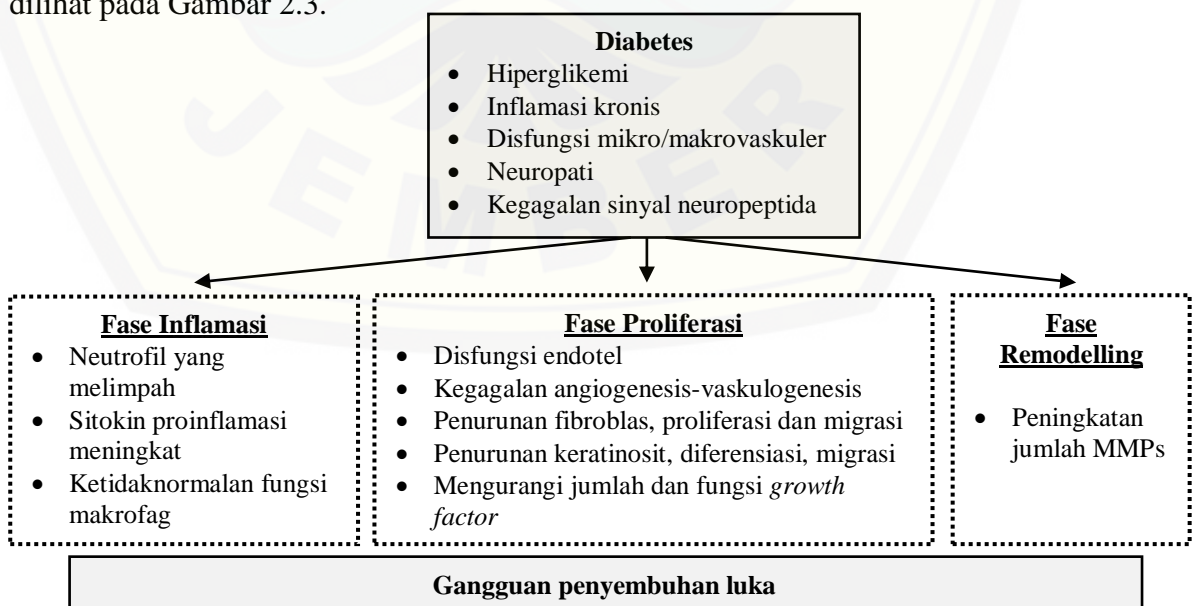 dilihat pada Gambar 2.3.
Diabetes
• Hiperglikemi
• Inflamasi kronis
• Disfungsi mikro/makrovaskuler
• Neuropati
• Kegagalan sinyal neuropeptida
Fase Inflamasi
• Neutrofil yang
melimpah
• Sitokin proinflamasi
meningkat
• Ketidaknormalan fungsi
makrofag
Fase Proliferasi
• Disfungsi endotel
• Kegagalan angiogenesis-vaskulogenesis
• Penurunan fibroblas, proliferasi dan migrasi
• Penurunan keratinosit, diferensiasi, migrasi
• Mengurangi jumlah dan fungsi growth
factor
Fase
Remodelling
• Peningkatan
jumlah MMPs
Gangguan penyembuhan luka
JEMBER